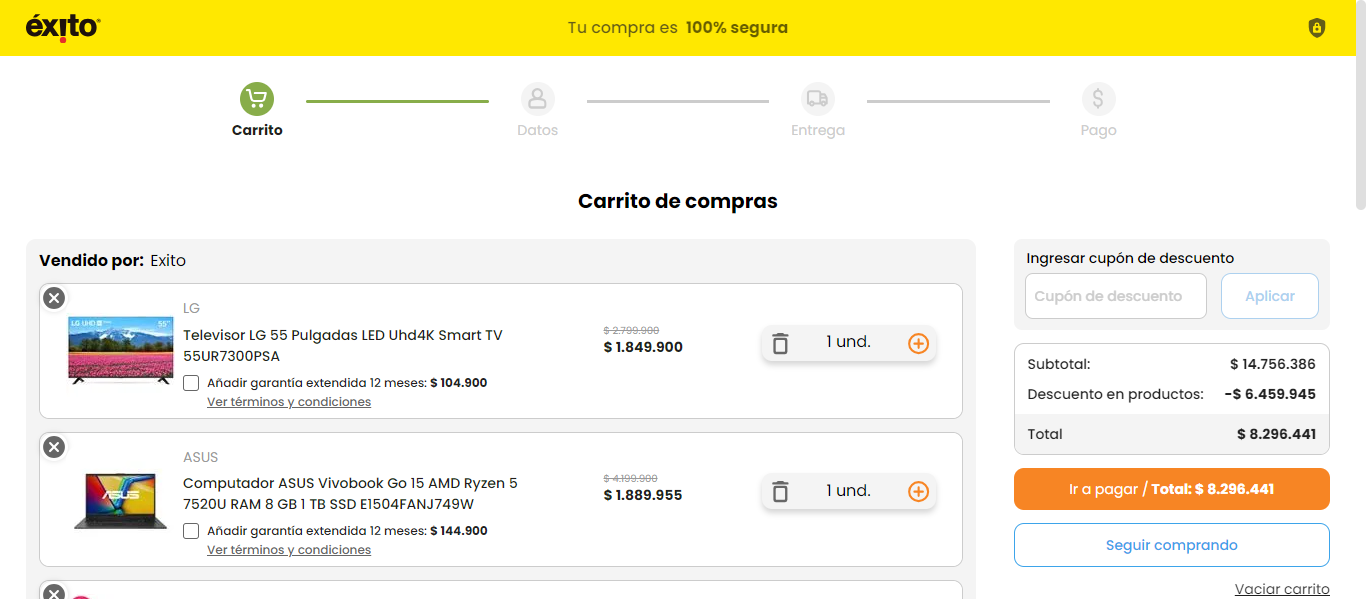 éxito
Tu compra es 100% segura
Carrito
Datos
Entrega
Pago
Carrito de compras
Vendido por: Exito
LG
LG UHD
55"
Televisor LG 55 Pulgadas LED Uhd4K Smart TV
55UR7300PSA
Añadir garantía extendida 12 meses: $ 104.900
Ver términos y condiciones
$ 2.799.900
$ 1.849.900
1 und.
ASUS
ASUS
Computador ASUS Vivobook Go 15 AMD Ryzen 5
7520U RAM 8 GB 1 TB SSD E1504FANJ749W
Añadir garantía extendida 12 meses: $ 144.900
Ver términos y condiciones
$ 4.199.900
$ 1.889.955
1 und.
Ingresar cupón de descuento
Cupón de descuento
Aplicar
Subtotal: $ 14.756.386
Descuento en productos: -$ 6.459.945
Total $ 8.296.441
Ir a pagar / Total: $ 8.296.441
Seguir comprando
Vaciar carrito